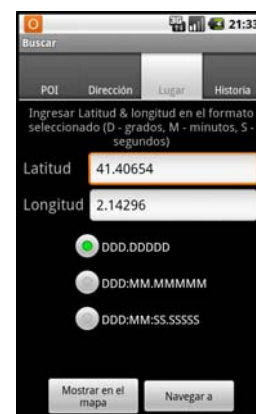 21:33
Buscar
POI Dirección Lugar Historia
Ingresar Latitud & longitud en el formato
seleccionado (D - grados, M - minutos, S -
segundos)
Latitud 41.40654
Longitud 2.14296
DDD.DDDDD
DDD:MM.MMMMM
DDD:MM:SS.SSSSS
Mostrar en el
mapa
Navegar a